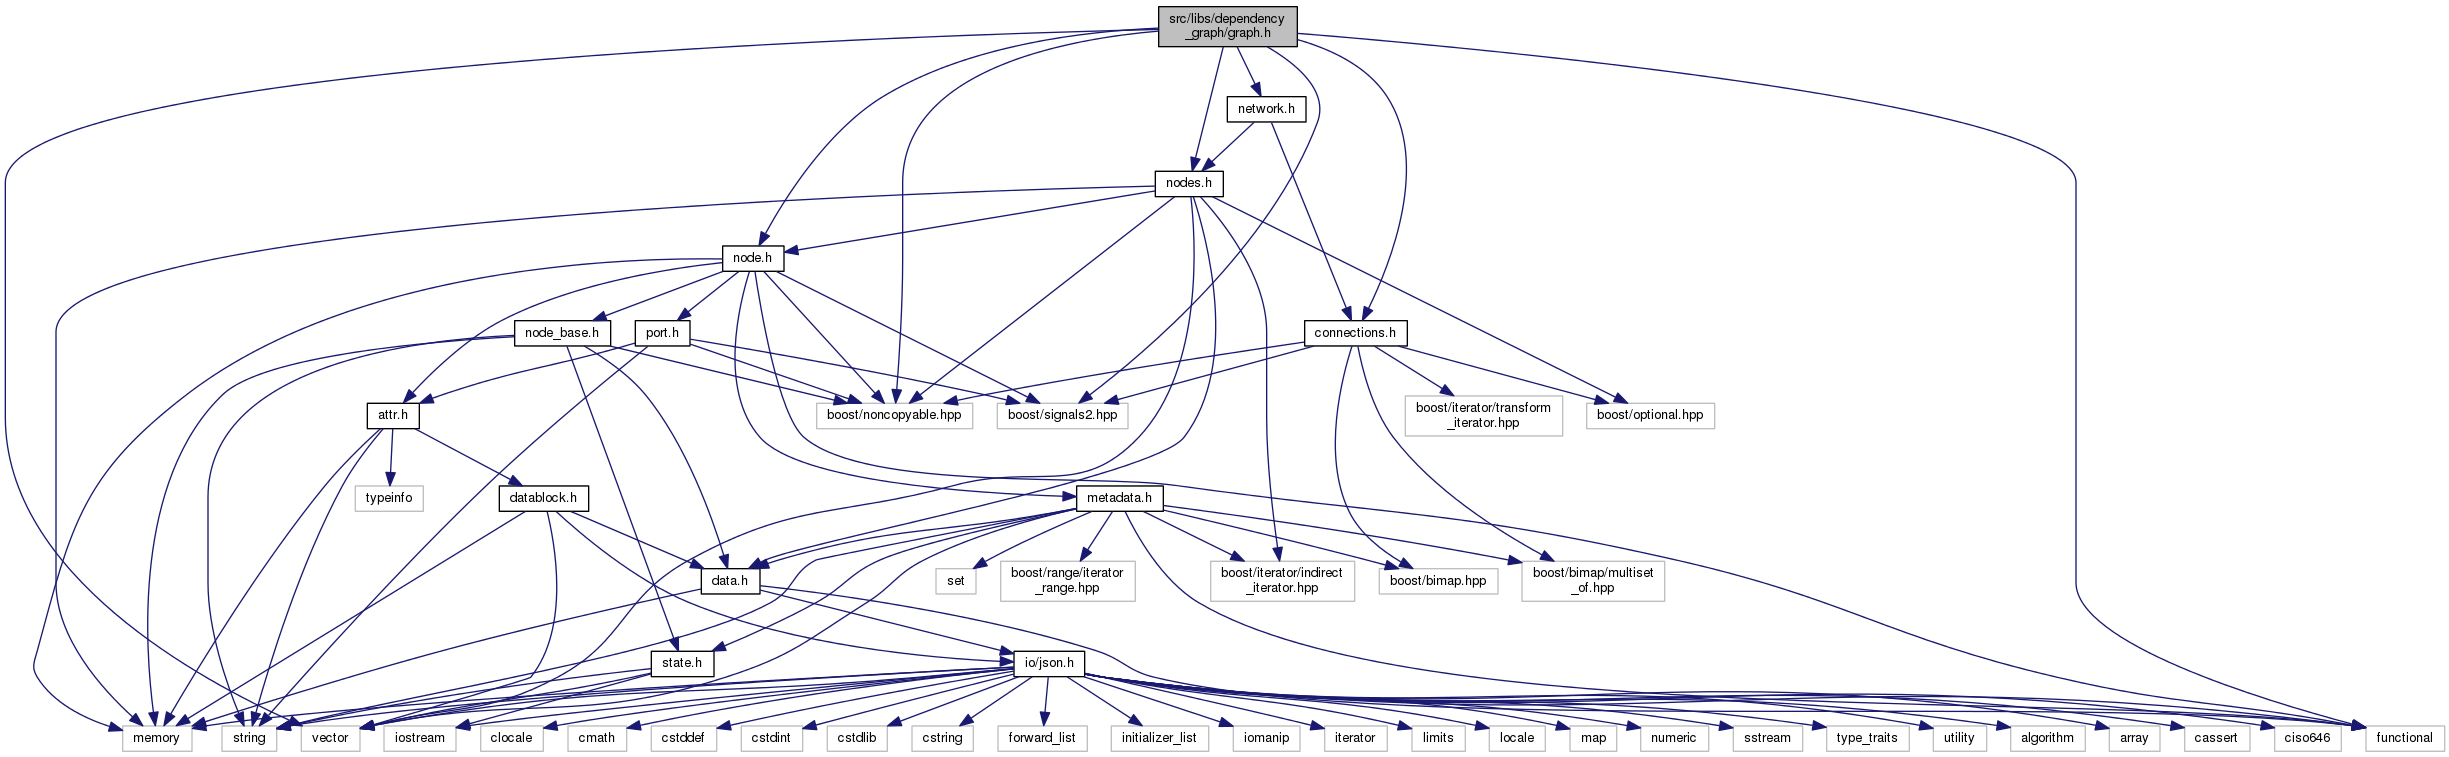 src/libs/dependency
_graph/graph.h
network.h
nodes.h
node.h
node_base.h
port.h
connections.h
attr.h
boost/noncopyable.hpp
boost/signals2.hpp
boost/iterator/transform
_iterator.hpp
boost/optional.hpp
typeinfo
datablock.h
metadata.h
data.h
set
boost/range/iterator
_range.hpp
boost/iterator/indirect
_iterator.hpp
boost/bimap.hpp
boost/bimap/multiset
_of.hpp
state.h
io/json.h
memory
string
vector
iostream
clocale
cmath
cstddef
cstdint
cstdlib
cstring
forward_list
initializer_list
iomanip
iterator
limits
locale
map
numeric
sstream
type_traits
utility
algorithm
array
cassert
ciso646
functional